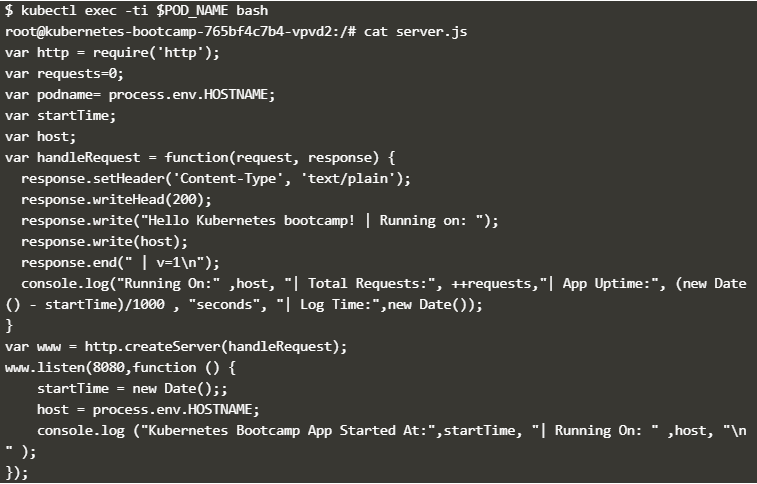 $ kubectl exec -ti $POD_NAME bash
root@kubernetes-bootcamp-765bf4c7b4-vpvd2:/# cat server.js
var http = require('http');
var requests=0;
var podname= process.env.HOSTNAME;
var startTime;
var host;
var handleRequest = function(request, response) {
  response.setHeader('Content-Type', 'text/plain');
  response.writeHead(200);
  response.write("Hello Kubernetes bootcamp! | Running on: ");
  response.write(host);
  response.end(" | v=1\n");
  console.log("Running On:" ,host, "| Total Requests:", ++requests,"| App Uptime:", (new Date
() - startTime)/1000 , "seconds", "| Log Time:",new Date());
}
var www = http.createServer(handleRequest);
www.listen(8080,function () {
    startTime = new Date();;
    host = process.env.HOSTNAME;
    console.log ("Kubernetes Bootcamp App Started At:",startTime, "| Running On: " ,host, "\n
" );
});